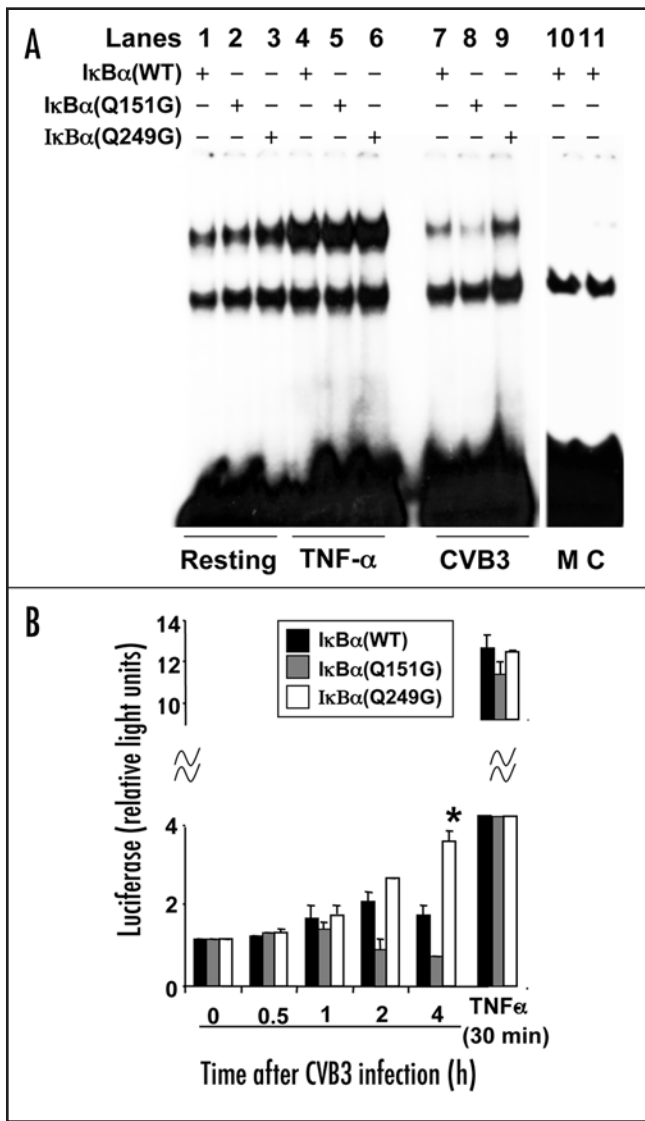 A
Lanes 1 2 3 4 5 6 7 8 9 10 11
IκBα(WT) + – – + – – + – – + +
IκBα(Q151G) – + – – + – – + – – –
IκBα(Q249G) – – + – – + – – + – –
Resting TNF-α CVB3 M C
B
14
12
10
4
2
0
IκBα(WT)
IκBα(Q151G)
IκBα(Q249G)
*
Luciferase (relative light units)
0 0.5 1 2 4 TNFα
(30 min)
Time after CVB3 infection (h)